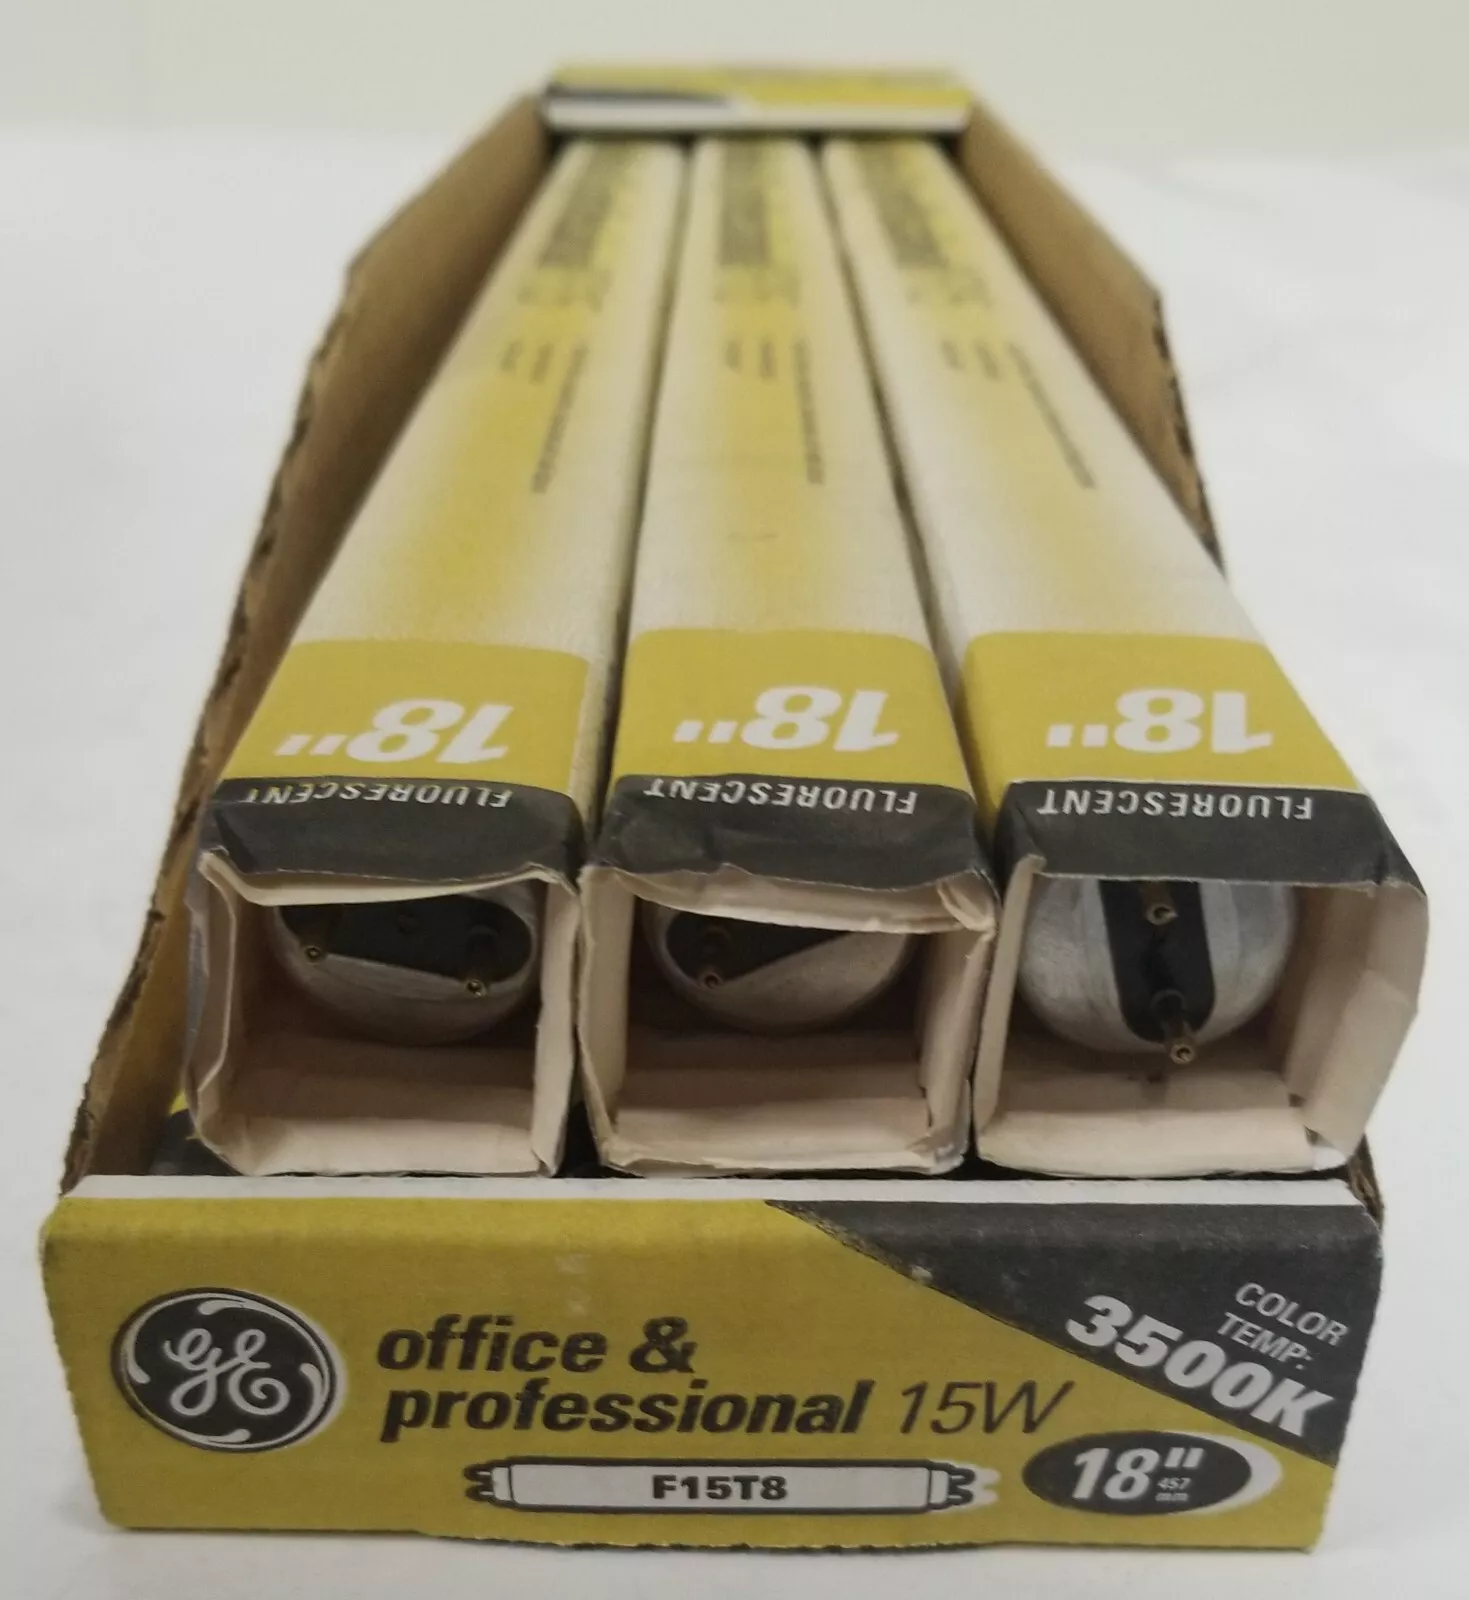 18"
FLUORESCENT
18"
FLUORESCENT
18"
FLUORESCENT
GE
office &
professional 15W
F15T8
COLOR
TEMP:
3500K
18"
457
mm